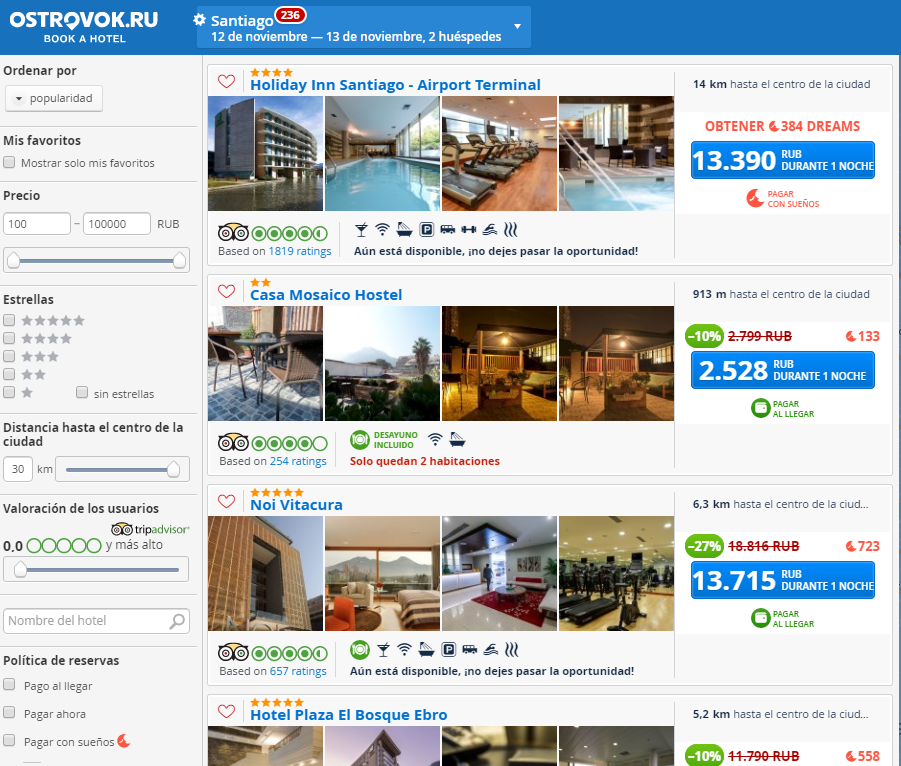 OSTROVOK.RU
BOOK A HOTEL
Santiago 236
12 de noviembre — 13 de noviembre, 2 huéspedes
Ordenar por
popularidad
Mis favoritos
Mostrar solo mis favoritos
Precio
100 – 100000 RUB
Estrellas
sin estrellas
Distancia hasta el centro de la
ciudad
30 km
Valoración de los usuarios
tripadvisor
0,0 y más alto
Nombre del hotel
Política de reservas
Pago al llegar
Pagar ahora
Pagar con sueños
Holiday Inn Santiago - Airport Terminal
14 km hasta el centro de la ciudad
OBTENER 384 DREAMS
13.390 RUB
DURANTE 1 NOCHE
PAGAR
CON SUEÑOS
Based on 1819 ratings
Aún está disponible, ¡no dejes pasar la oportunidad!
Casa Mosaico Hostel
913 m hasta el centro de la ciudad
–10% 2.799 RUB 133
2.528 RUB
DURANTE 1 NOCHE
PAGAR
AL LLEGAR
DESAYUNO
INCLUIDO
Based on 254 ratings
Solo quedan 2 habitaciones
Noi Vitacura
6,3 km hasta el centro de la ciud...
–27% 18.816 RUB 723
13.715 RUB
DURANTE 1 NOCHE
PAGAR
AL LLEGAR
Based on 657 ratings
Aún está disponible, ¡no dejes pasar la oportunidad!
Hotel Plaza El Bosque Ebro
5,2 km hasta el centro de la ciud...
–10% 11.790 RUB 558